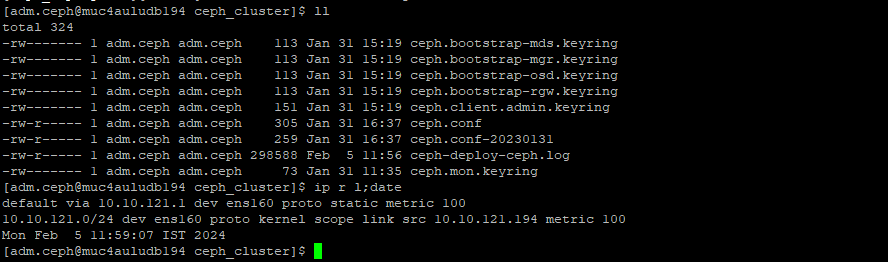 [adm.ceph@muc4auludb194 ceph_cluster]$ ll
total 324
-rw------- 1 adm.ceph adm.ceph    113 Jan 31 15:19 ceph.bootstrap-mds.keyring
-rw------- 1 adm.ceph adm.ceph    113 Jan 31 15:19 ceph.bootstrap-mgr.keyring
-rw------- 1 adm.ceph adm.ceph    113 Jan 31 15:19 ceph.bootstrap-osd.keyring
-rw------- 1 adm.ceph adm.ceph    113 Jan 31 15:19 ceph.bootstrap-rgw.keyring
-rw------- 1 adm.ceph adm.ceph    151 Jan 31 15:19 ceph.client.admin.keyring
-rw-r----- 1 adm.ceph adm.ceph    305 Jan 31 16:37 ceph.conf
-rw-r----- 1 adm.ceph adm.ceph    259 Jan 31 16:37 ceph.conf-20230131
-rw-r----- 1 adm.ceph adm.ceph 298588 Feb  5 11:56 ceph-deploy-ceph.log
-rw------- 1 adm.ceph adm.ceph     73 Jan 31 11:35 ceph.mon.keyring
[adm.ceph@muc4auludb194 ceph_cluster]$ ip r l;date
default via 10.10.121.1 dev ens160 proto static metric 100
10.10.121.0/24 dev ens160 proto kernel scope link src 10.10.121.194 metric 100
Mon Feb  5 11:59:07 IST 2024
[adm.ceph@muc4auludb194 ceph_cluster]$